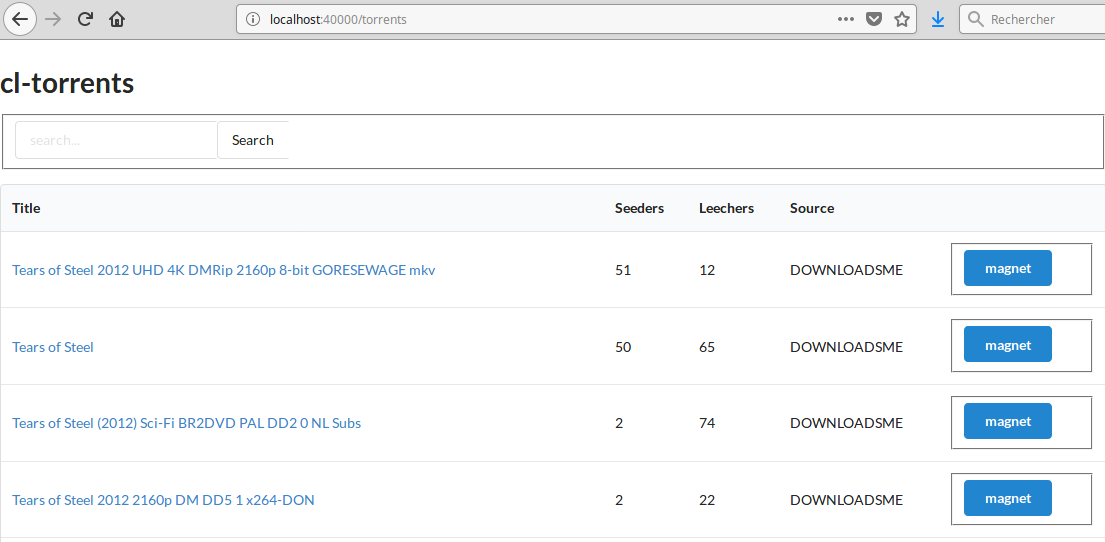 localhost:40000/torrents
Rechercher
cl-torrents
search... Search
Title Seeders Leechers Source
Tears of Steel 2012 UHD 4K DMRip 2160p 8-bit GORESEWAGE mkv 51 12 DOWNLOADSME magnet
Tears of Steel 50 65 DOWNLOADSME magnet
Tears of Steel (2012) Sci-Fi BR2DVD PAL DD2 0 NL Subs 2 74 DOWNLOADSME magnet
Tears of Steel 2012 2160p DM DD5 1 x264-DON 2 22 DOWNLOADSME magnet